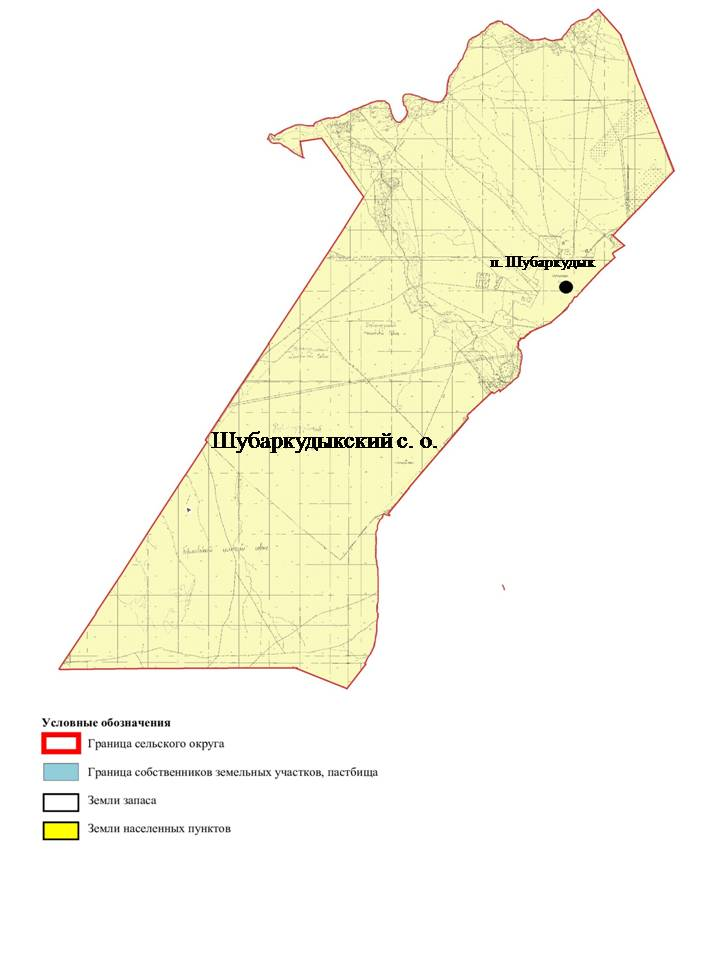 п. Шубаркудык
Шубаркудыкский с. о.
Условные обозначения
Граница сельского округа
Граница собственников земельных участков, пастбища
Земли запаса
Земли населенных пунктов